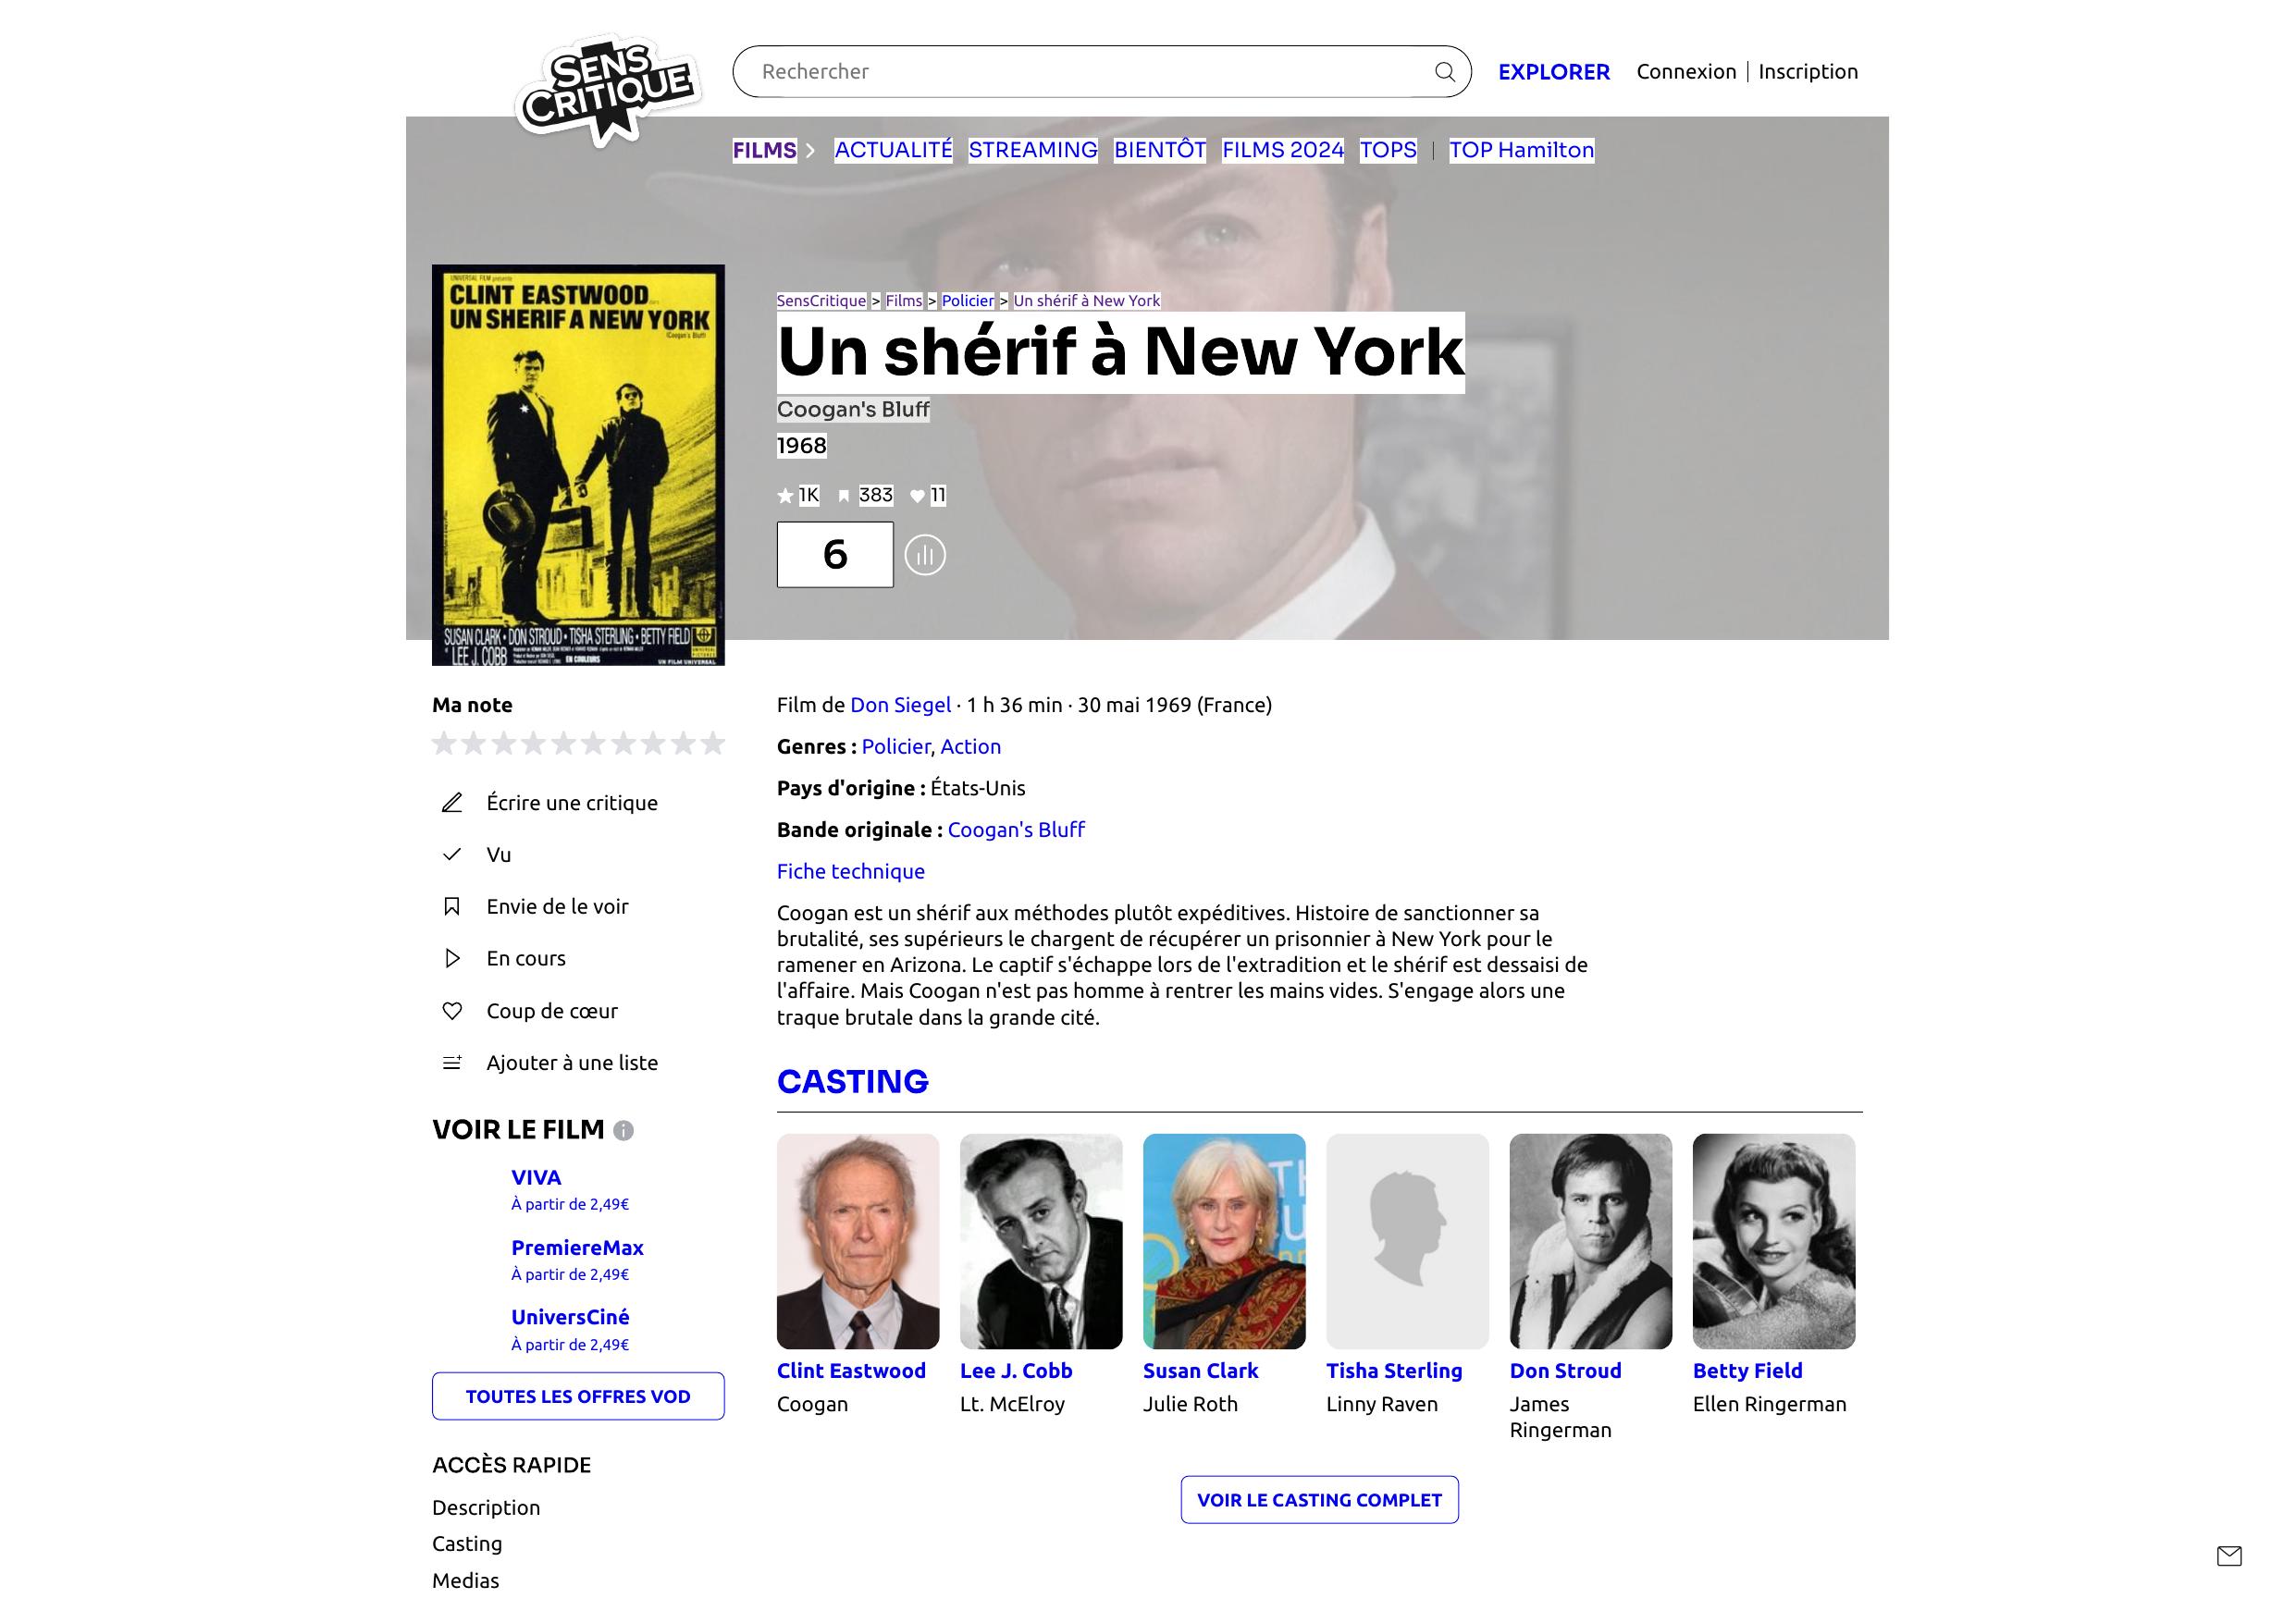 SENS
CRITIQUE
Rechercher
EXPLORER
Connexion | Inscription
FILMS
ACTUALITÉ
STREAMING
BIENTÔT
FILMS 2024
TOPS
|
TOP Hamilton
UNIVERSAL FILM présente
CLINT EASTWOOD
UN SHERIF A NEW YORK
(Coogan's Bluff)
SUSAN CLARK • DON STROUD • TISHA STERLING • BETTY FIELD
LEE J. COBB
EN COULEURS
UN FILM UNIVERSAL
SensCritique > Films > Policier > Un shérif à New York
Un shérif à New York
Coogan's Bluff
1968
1K 383 11
6
Ma note
Écrire une critique
Vu
Envie de le voir
En cours
Coup de cœur
Ajouter à une liste
VOIR LE FILM
VIVA
À partir de 2,49€
PremiereMax
À partir de 2,49€
UniversCiné
À partir de 2,49€
TOUTES LES OFFRES VOD
ACCÈS RAPIDE
Description
Casting
Medias
Film de Don Siegel · 1 h 36 min · 30 mai 1969 (France)
Genres : Policier, Action
Pays d'origine : États-Unis
Bande originale : Coogan's Bluff
Fiche technique
Coogan est un shérif aux méthodes plutôt expéditives. Histoire de sanctionner sa
brutalité, ses supérieurs le chargent de récupérer un prisonnier à New York pour le
ramener en Arizona. Le captif s'échappe lors de l'extradition et le shérif est dessaisi de
l'affaire. Mais Coogan n'est pas homme à rentrer les mains vides. S'engage alors une
traque brutale dans la grande cité.
CASTING
Clint Eastwood
Coogan
Lee J. Cobb
Lt. McElroy
Susan Clark
Julie Roth
Tisha Sterling
Linny Raven
Don Stroud
James
Ringerman
Betty Field
Ellen Ringerman
VOIR LE CASTING COMPLET